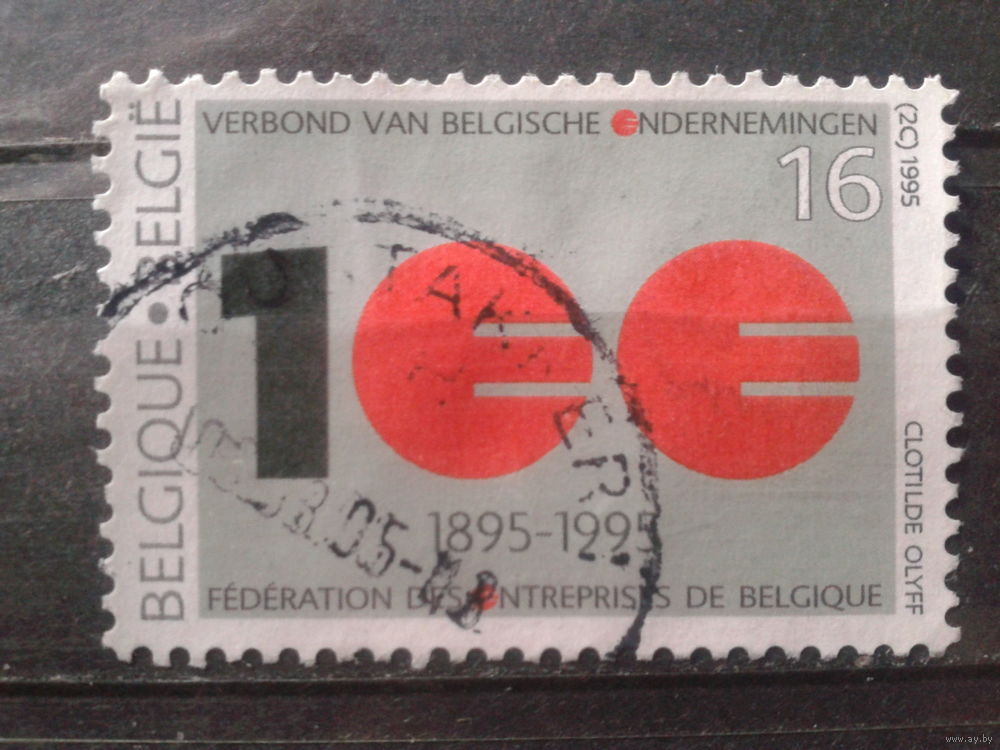 VERBOND VAN BELGISCHE ONDERNEMINGEN
16
(2C) 1995
BELGIQUE • BELGIË
100
1895-1995
CLOTILDE OLYFF
FÉDÉRATION DES ENTREPRISES DE BELGIQUE
www.ay.by